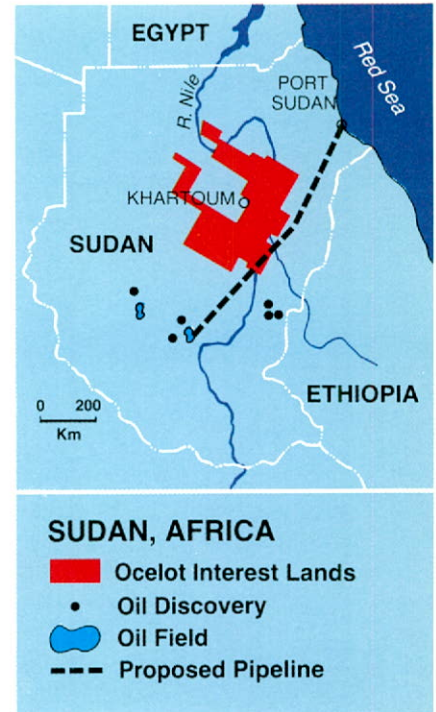 EGYPT
Red Sea
R. Nile
PORT
SUDAN
KHARTOUM
SUDAN
ETHIOPIA
0 200
Km
SUDAN, AFRICA
Ocelot Interest Lands
Oil Discovery
Oil Field
Proposed Pipeline